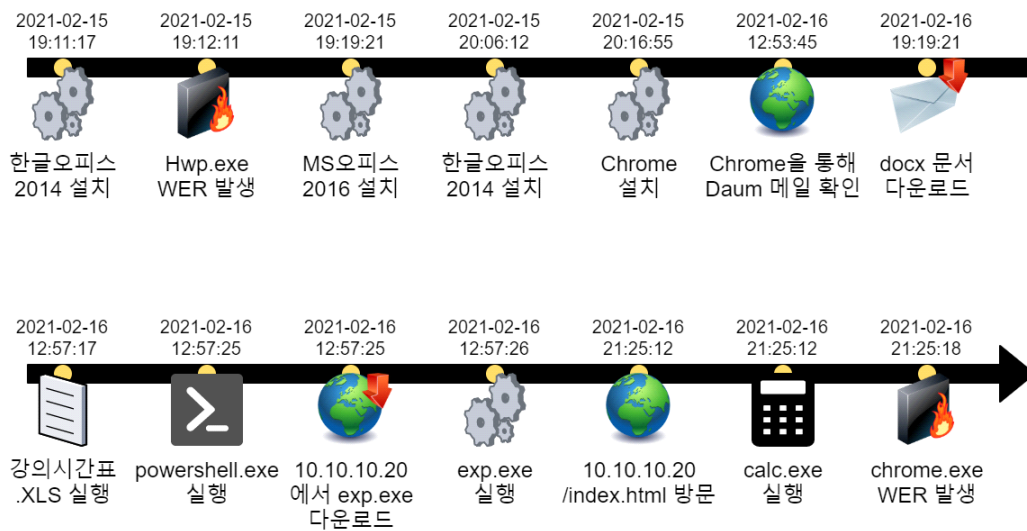 2021-02-15
19:11:17
2021-02-15
19:12:11
2021-02-15
19:19:21
2021-02-15
20:06:12
2021-02-15
20:16:55
2021-02-16
12:53:45
2021-02-16
19:19:21
한글오피스
2014 설치
Hwp.exe
WER 발생
MS오피스
2016 설치
한글오피스
2014 설치
Chrome
설치
Chrome을 통해
Daum 메일 확인
docx 문서
다운로드
2021-02-16
12:57:17
2021-02-16
12:57:25
2021-02-16
12:57:25
2021-02-16
12:57:26
2021-02-16
21:25:12
2021-02-16
21:25:12
2021-02-16
21:25:18
강의시간표
.XLS 실행
powershell.exe
실행
10.10.10.20
에서 exp.exe
다운로드
exp.exe
실행
10.10.10.20
/index.html 방문
calc.exe
실행
chrome.exe
WER 발생